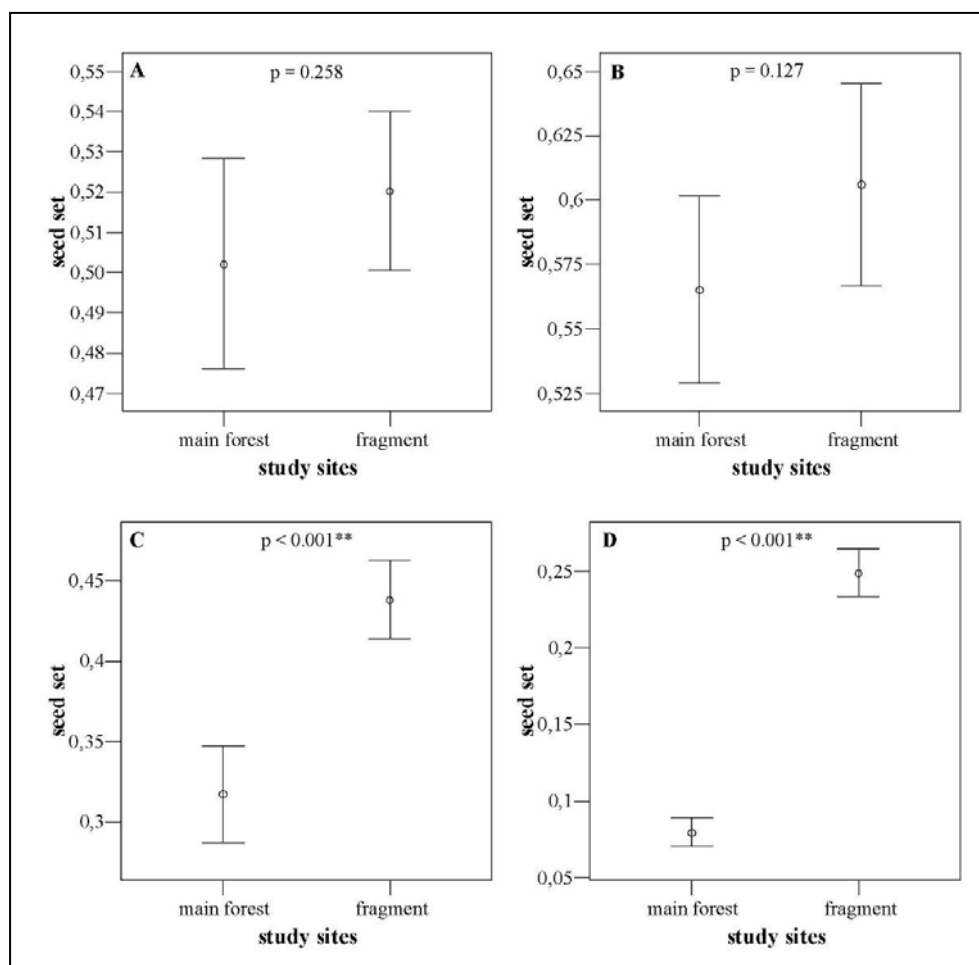 A
p = 0.258
0,55
0,54
0,53
0,52
0,51
0,50
0,49
0,48
0,47
seed set
main forest
fragment
study sites
B
p = 0.127
0,65
0,625
0,6
0,575
0,55
0,525
seed set
main forest
fragment
study sites
C
p < 0.001**
0,45
0,4
0,35
0,3
seed set
main forest
fragment
study sites
D
p < 0.001**
0,25
0,2
0,15
0,1
0,05
seed set
main forest
fragment
study sites